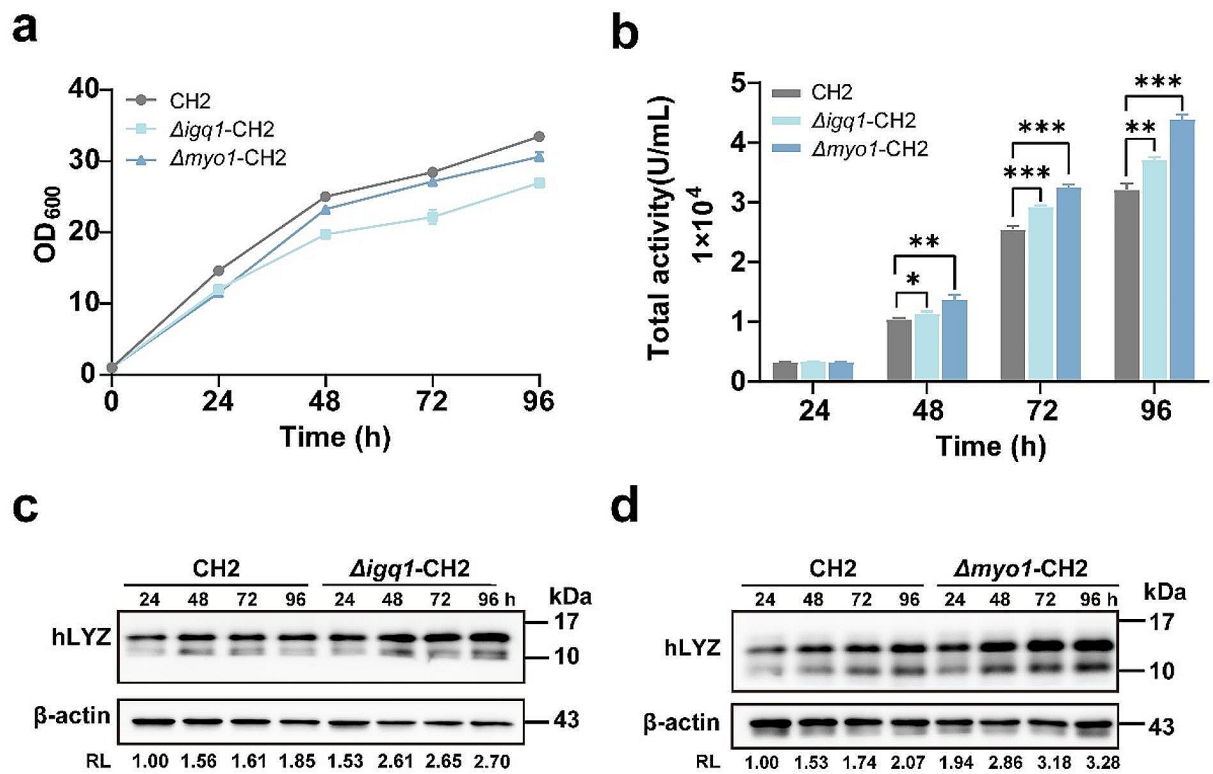 a
40
30
20
10
0
OD600
CH2
Δigq1-CH2
Δmyo1-CH2
0 24 48 72 96
Time (h)
b
5
4
3
2
1
0
Total activity(U/mL)
1×10⁴
CH2
Δigq1-CH2
Δmyo1-CH2
*
**
***
***
**
***
24 48 72 96
Time (h)
c
CH2 Δigq1-CH2
24 48 72 96 24 48 72 96 h kDa
hLYZ
17
10
β-actin
43
RL 1.00 1.56 1.61 1.85 1.53 2.61 2.65 2.70
d
CH2 Δmyo1-CH2
24 48 72 96 24 48 72 96 h kDa
hLYZ
17
10
β-actin
43
RL 1.00 1.53 1.74 2.07 1.94 2.86 3.18 3.28